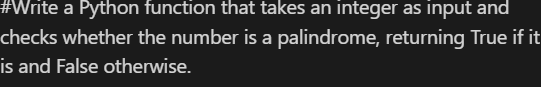 #Write a Python function that takes an integer as input and
checks whether the number is a palindrome, returning True if it
is and False otherwise.